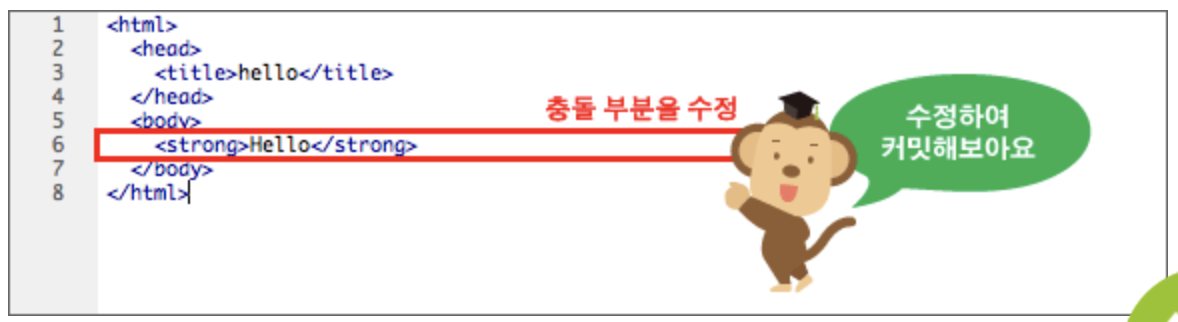 1 <html>
2   <head>
3     <title>hello</title>
4   </head>
5   <body>
6     <strong>Hello</strong>
7   </body>
8 </html>
충돌 부분을 수정
수정하여
커밋해보아요